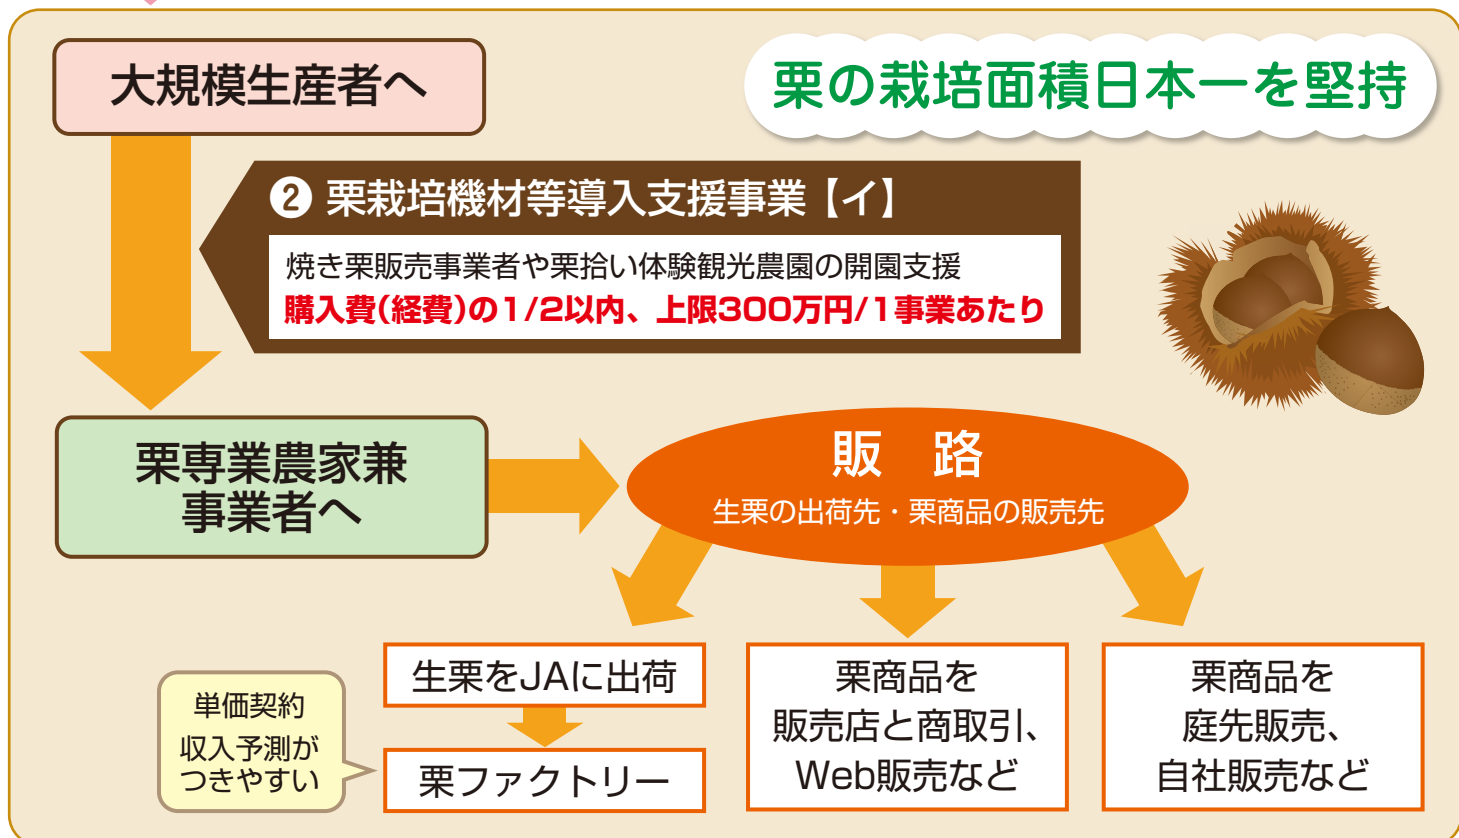 大規模生産者へ
栗の栽培面積日本一を堅持
❷ 栗栽培機材等導入支援事業【イ】
焼き栗販売事業者や栗拾い体験観光農園の開園支援
購入費(経費)の1/2以内、上限300万円/1事業あたり
栗専業農家兼
事業者へ
販 路
生栗の出荷先・栗商品の販売先
生栗をJAに出荷
単価契約
収入予測が
つきやすい
栗ファクトリー
栗商品を
販売店と商取引、
Web販売など
栗商品を
庭先販売、
自社販売など